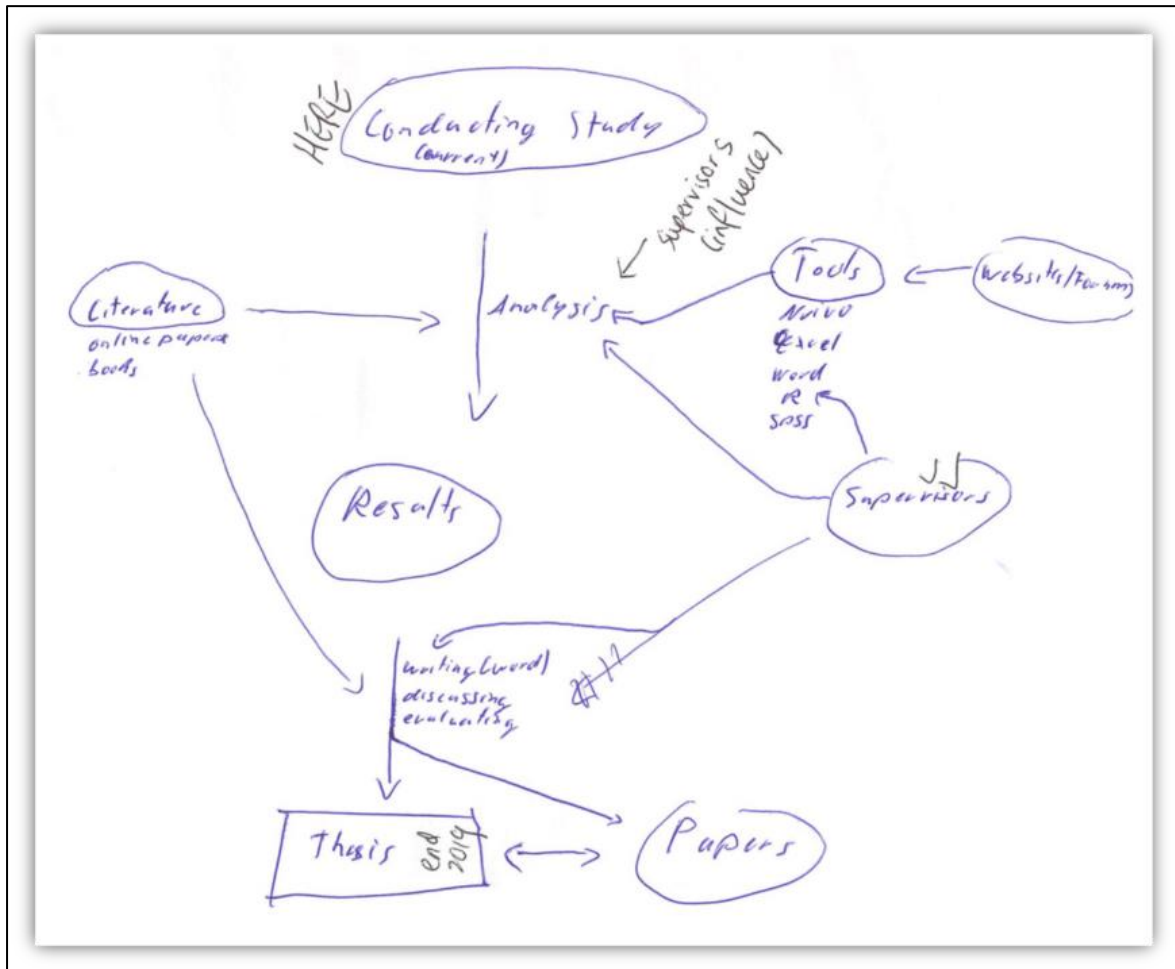 HERE
Conducting Study
(current)
supervisors
(influence)
Tools
Websites/Forums
Literature
online papers
books
Analysis
Nvivo
Excel
Word
R
SPSS
Supervisors
Results
writing (word)
discussing
evaluating
Thesis
end
2019
Papers